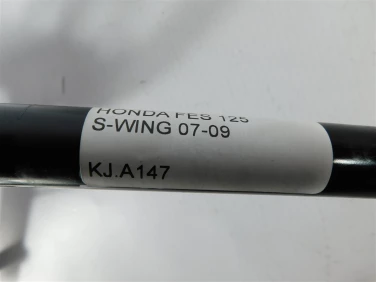 HONDA FES 125
S-WING 07-09
KJ.A147